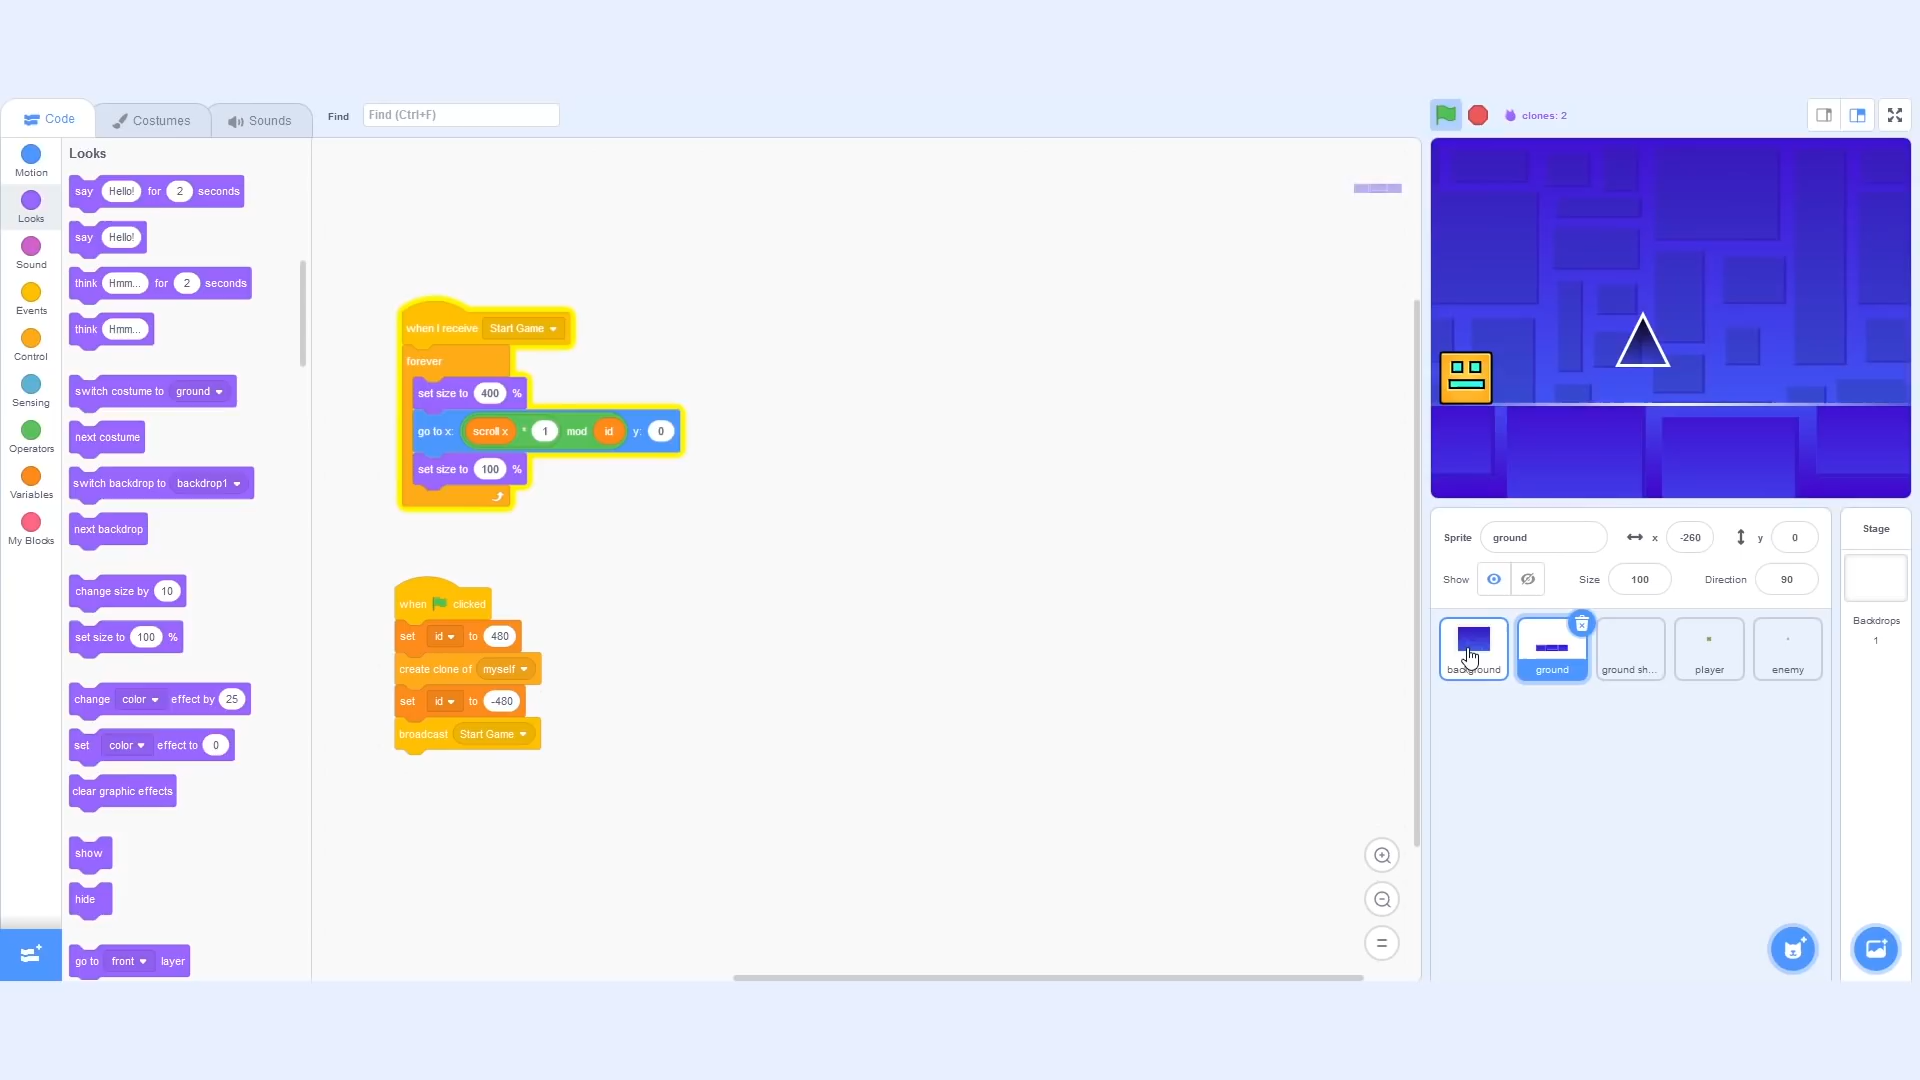 Code
Costumes
Sounds
Find
Find (Ctrl+F)
clones: 2
Motion
Looks
Sound
Events
Control
Sensing
Operators
Variables
My Blocks
Looks
say Hello! for 2 seconds
say Hello!
think Hmm... for 2 seconds
think Hmm...
switch costume to ground
next costume
switch backdrop to backdrop1
next backdrop
change size by 10
set size to 100 %
change color effect by 25
set color effect to 0
clear graphic effects
show
hide
go to front layer
when I receive Start Game
forever
set size to 400 %
go to x: scroll x * 1 mod id y: 0
set size to 100 %
when clicked
set id to 480
create clone of myself
set id to -480
broadcast Start Game
Sprite ground x -260 y 0
Show Size 100 Direction 90
background
ground
ground sh...
player
enemy
Stage
Backdrops
1